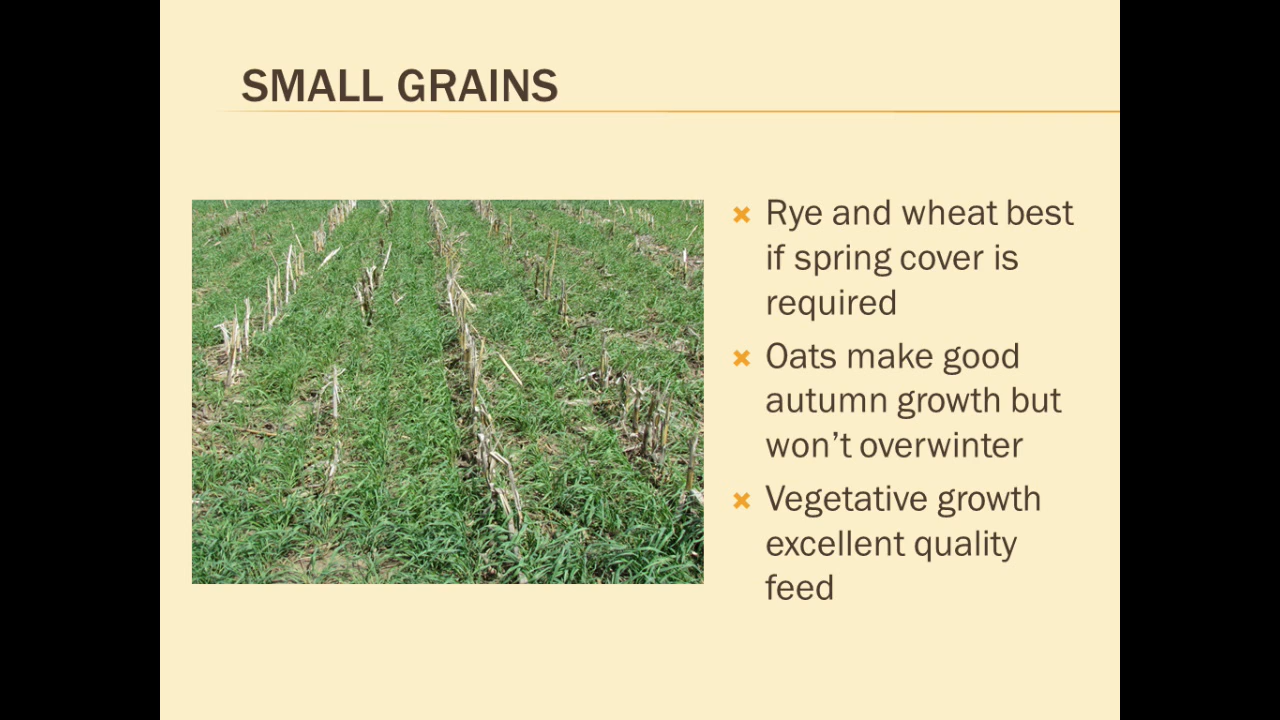 SMALL GRAINS
Rye and wheat best
if spring cover is
required
Oats make good
autumn growth but
won’t overwinter
Vegetative growth
excellent quality
feed